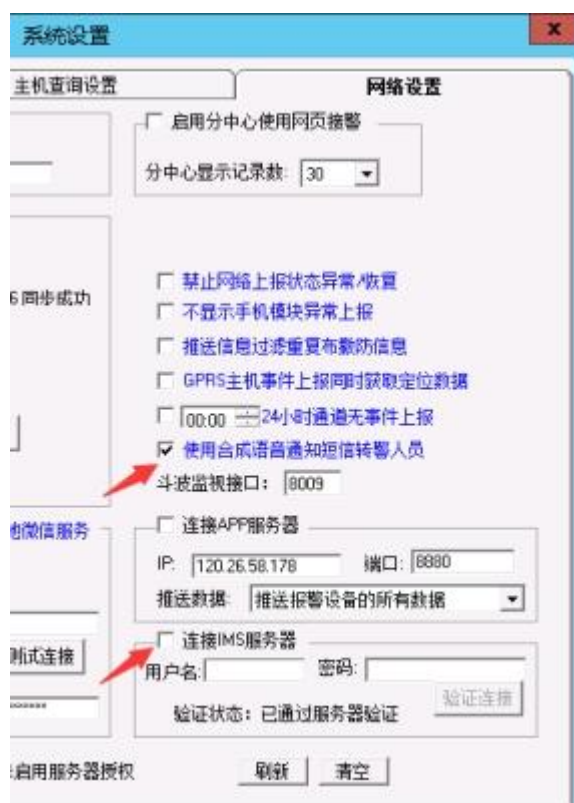 系统设置
x
主机查询设置
网络设置
启用分中心使用网页接警
分中心显示记录数: 30
禁止网络上报状态异常/恢复
同步成功
不显示手机模块异常上报
推送信息过滤重复布撤防信息
GPRS主机事件上报同时获取定位数据
00:00 24小时通道无事件上报
使用合成语音通知短信转警人员
斗波监视接口: 8009
微信服务
连接APP服务器
IP: 120.26.58.178 端口: 8880
推送数据: 推送报警设备的所有数据
连接IMS服务器
试连接
用户名: 密码:
验证连接
验证状态: 已通过服务器验证
启用服务器授权
刷新
清空